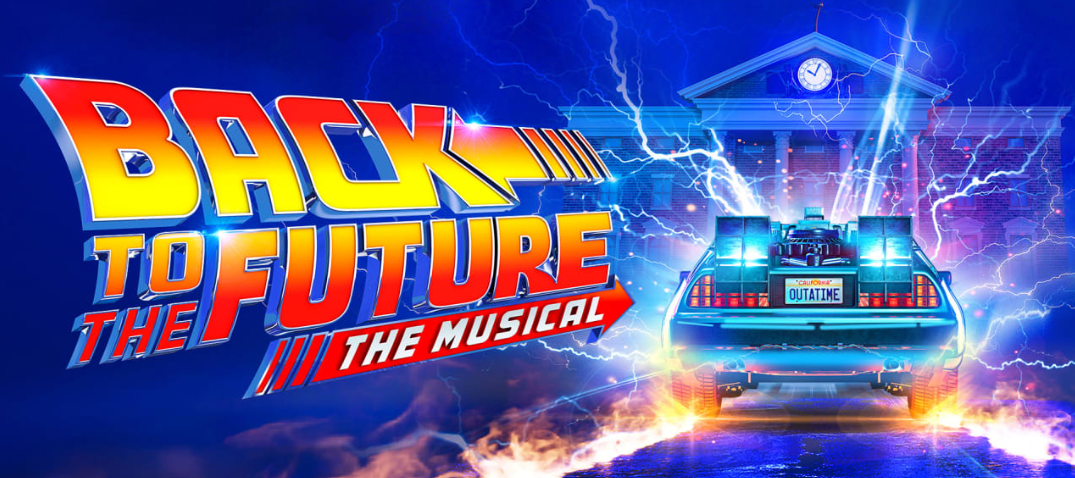 BACK
TO
THE FUTURE
THE MUSICAL
CALIFORNIA
OUTATIME